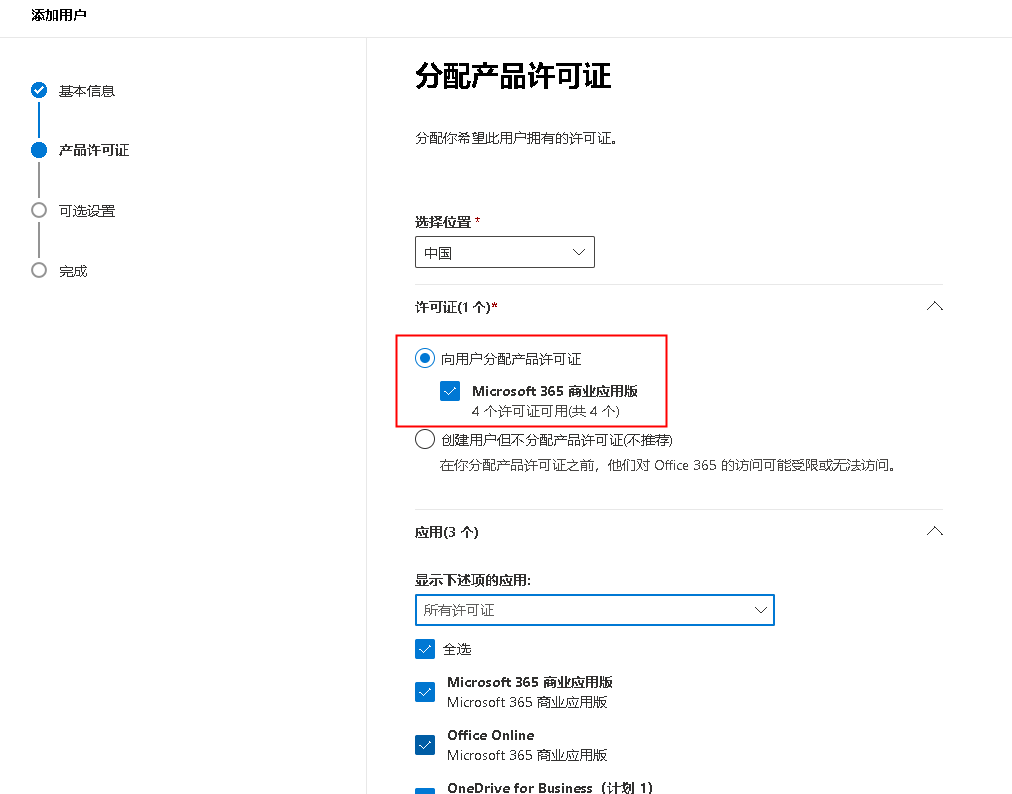 添加用户
基本信息
产品许可证
可选设置
完成
分配产品许可证
分配你希望此用户拥有的许可证。
选择位置 *
中国
许可证(1 个)*
向用户分配产品许可证
Microsoft 365 商业应用版
4 个许可证可用(共 4 个)
创建用户但不分配产品许可证(不推荐)
在你分配产品许可证之前，他们对 Office 365 的访问可能受限或无法访问。
应用(3 个)
显示下述项的应用:
所有许可证
全选
Microsoft 365 商业应用版
Microsoft 365 商业应用版
Office Online
Microsoft 365 商业应用版
OneDrive for Business（计划 1）